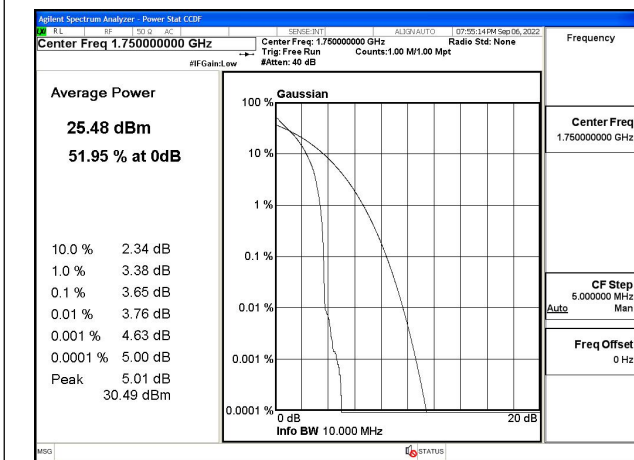 Agilent Spectrum Analyzer - Power Stat CCDF
RL RF 50 Ω AC SENSE:INT ALIGN AUTO 07:55:14 PM Sep 06, 2022
Center Freq 1.750000000 GHz
Center Freq: 1.750000000 GHz Radio Std: None
Trig: Free Run Counts:1.00 M/1.00 Mpt
#IFGain:Low #Atten: 40 dB
Average Power
25.48 dBm
51.95 % at 0dB
10.0 % 2.34 dB
1.0 % 3.38 dB
0.1 % 3.65 dB
0.01 % 3.76 dB
0.001 % 4.63 dB
0.0001 % 5.00 dB
Peak 5.01 dB
30.49 dBm
Gaussian
100 %
10 %
1 %
0.1 %
0.01 %
0.001 %
0.0001 %
0 dB 20 dB
Info BW 10.000 MHz
Frequency
Center Freq
1.750000000 GHz
CF Step
5.000000 MHz
Auto Man
Freq Offset
0 Hz
MSG STATUS